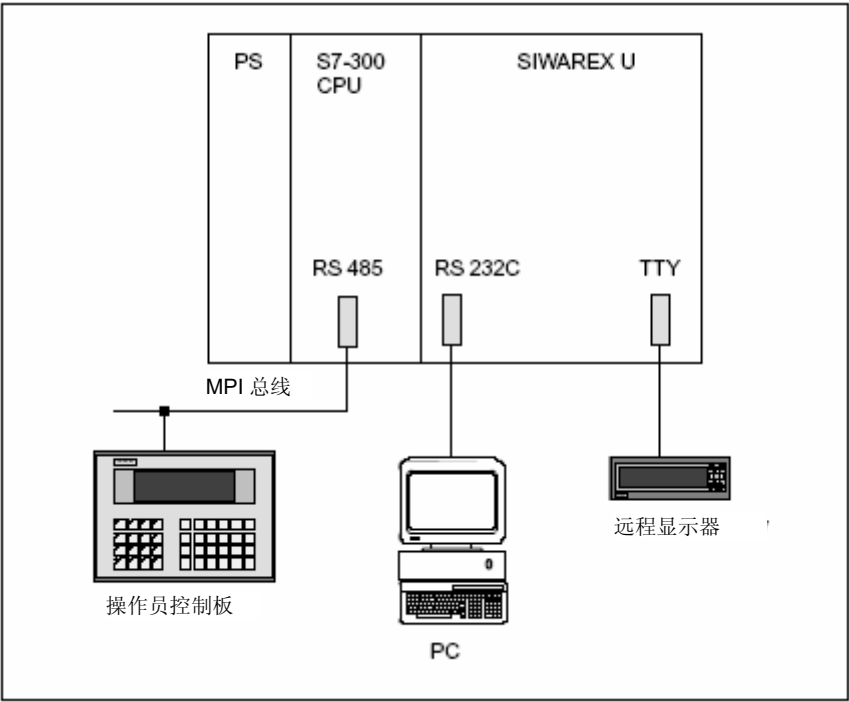 PS
S7-300
CPU
SIWAREX U
RS 485
RS 232C
TTY
MPI 总线
操作员控制板
PC
远程显示器